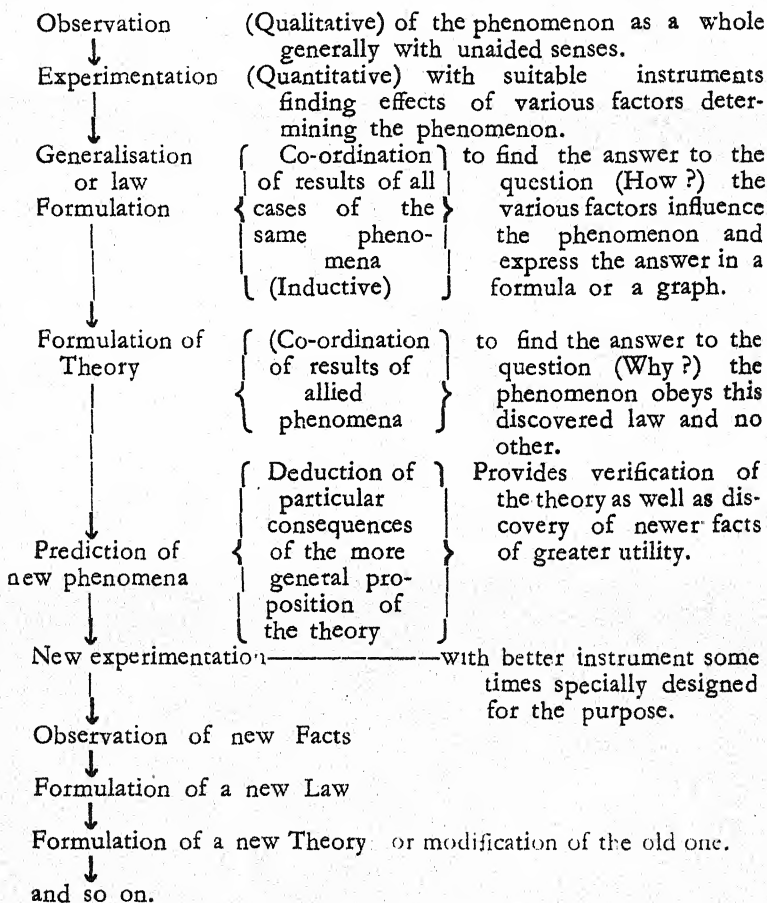 Observation (Qualitative) of the phenomenon as a whole
generally with unaided senses.
Experimentation (Quantitative) with suitable instruments
finding effects of various factors deter-
mining the phenomenon.
Generalisation Co-ordination to find the answer to the
or law of results of all question (How ?) the
Formulation cases of the various factors influence
same pheno- the phenomenon and
mena express the answer in a
(Inductive) formula or a graph.
Formulation of (Co-ordination to find the answer to the
Theory of results of question (Why ?) the
allied phenomenon obeys this
phenomena discovered law and no
other.
Deduction of Provides verification of
particular the theory as well as dis-
consequences covery of newer facts
Prediction of of the more of greater utility.
new phenomena general pro-
position of
the theory
New experimentation——————with better instrument some
times specially designed
for the purpose.
Observation of new Facts
Formulation of a new Law
Formulation of a new Theory or modification of the old one.
and so on.